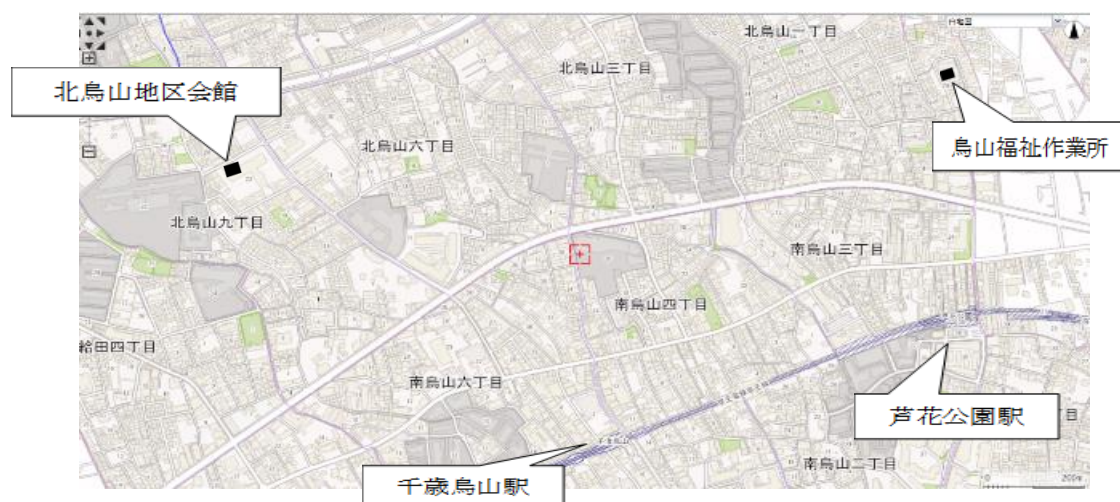 北烏山一丁目
北烏山三丁目
北烏山地区会館
北烏山六丁目
烏山福祉作業所
北烏山九丁目
南烏山三丁目
南烏山四丁目
給田四丁目
南烏山六丁目
芦花公園駅
南烏山二丁目
千歳烏山駅
200m